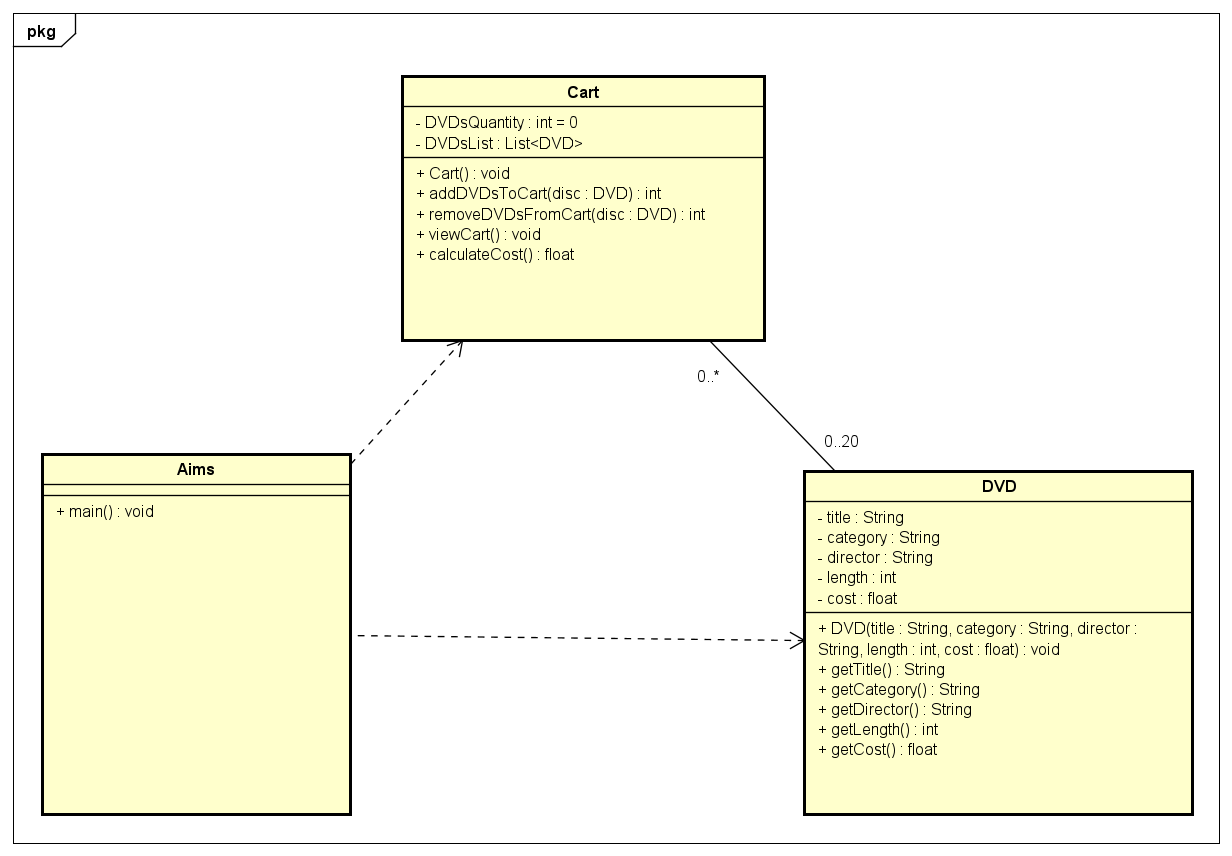 pkg
Cart
- DVDsQuantity : int = 0
- DVDsList : List<DVD>
+ Cart() : void
+ addDVDsToCart(disc : DVD) : int
+ removeDVDsFromCart(disc : DVD) : int
+ viewCart() : void
+ calculateCost() : float
0..*
0..20
Aims
+ main() : void
DVD
- title : String
- category : String
- director : String
- length : int
- cost : float
+ DVD(title : String, category : String, director :
String, length : int, cost : float) : void
+ getTitle() : String
+ getCategory() : String
+ getDirector() : String
+ getLength() : int
+ getCost() : float